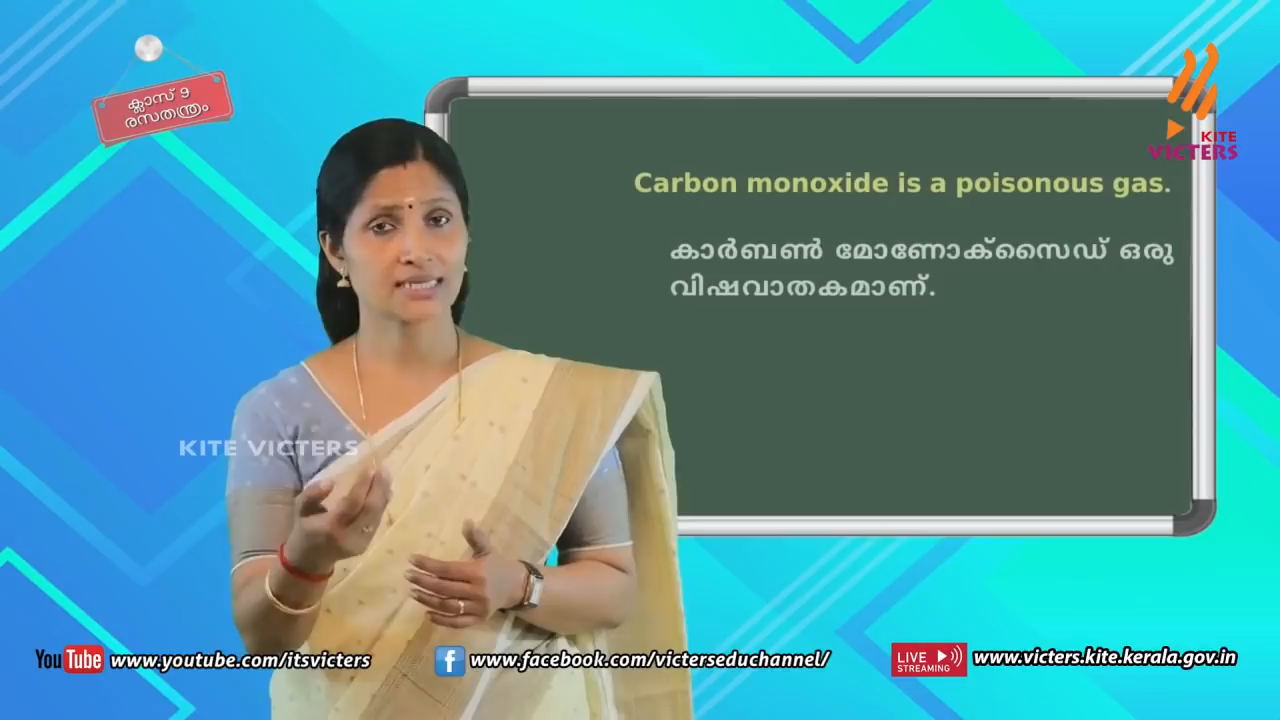 ക്ലാസ് 9
രസതന്ത്രം
KITE
VICTERS
Carbon monoxide is a poisonous gas.
കാർബൺ മോണോക്സൈഡ് ഒരു
വിഷവാതകമാണ്.
KITE VICTERS
YouTube www.youtube.com/itsvicters
f www.facebook.com/victerseduchannel/
LIVE
STREAMING
www.victers.kite.kerala.gov.in